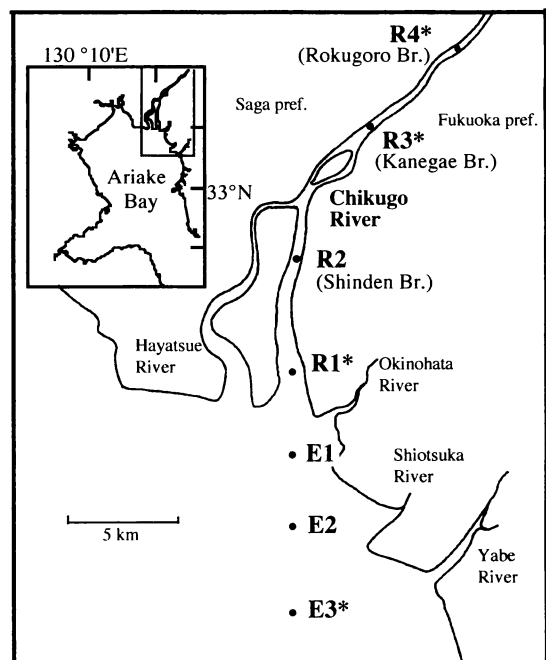 130 °10'E
R4*
(Rokugoro Br.)
Saga pref.
Fukuoka pref.
R3*
(Kanegae Br.)
Ariake
Bay
33°N
Chikugo
River
R2
(Shinden Br.)
Hayatsue
River
R1*
Okinohata
River
E1
Shiotsuka
River
5 km
E2
Yabe
River
E3*